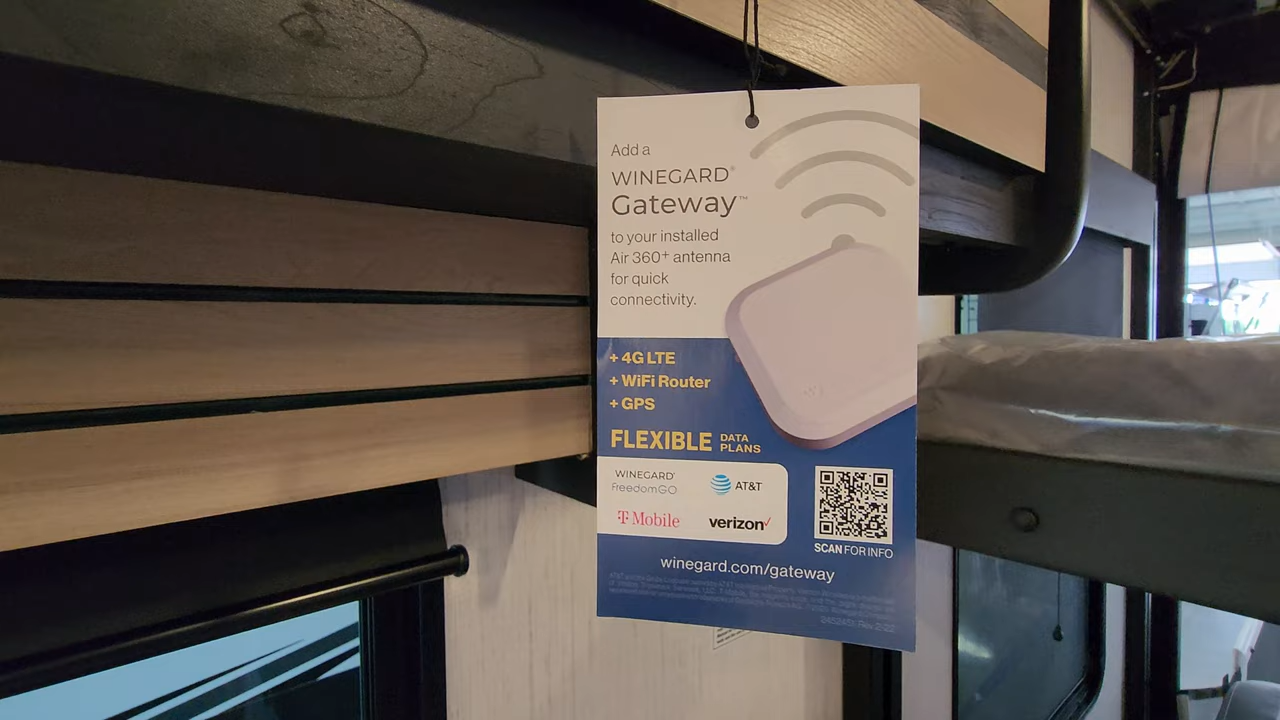 Add a
WINEGARD®
Gateway™
to your installed
Air 360+ antenna
for quick
connectivity.
+ 4G LTE
+ WiFi Router
+ GPS
FLEXIBLE DATA PLANS
WINEGARD®
FreedomGO
AT&T
T Mobile
verizon✓
SCAN FOR INFO
winegard.com/gateway